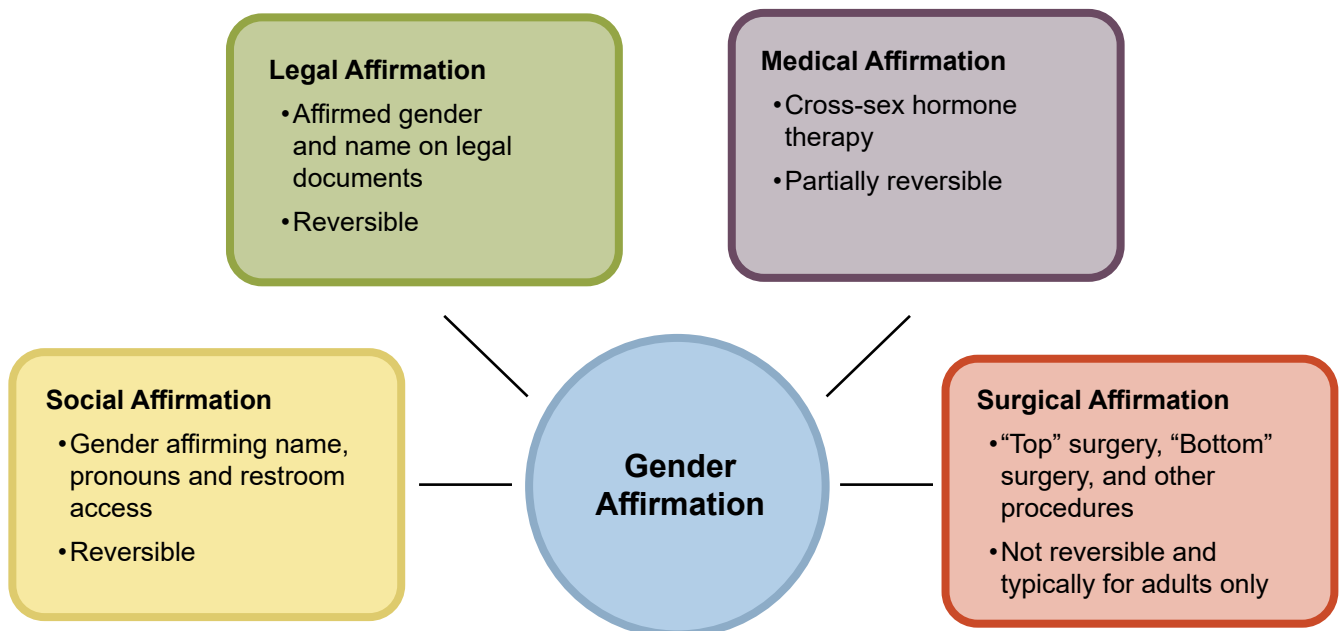 Legal Affirmation
•Affirmed gender
and name on legal
documents
•Reversible
Medical Affirmation
•Cross-sex hormone
therapy
•Partially reversible
Social Affirmation
•Gender affirming name,
pronouns and restroom
access
•Reversible
Gender
Affirmation
Surgical Affirmation
•“Top” surgery, “Bottom”
surgery, and other
procedures
•Not reversible and
typically for adults only